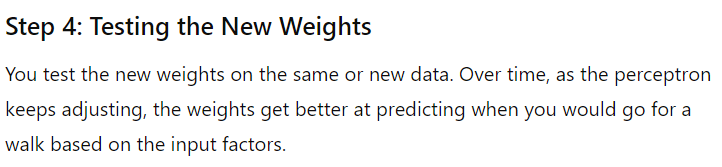 Step 4: Testing the New Weights
You test the new weights on the same or new data. Over time, as the perceptron
keeps adjusting, the weights get better at predicting when you would go for a
walk based on the input factors.